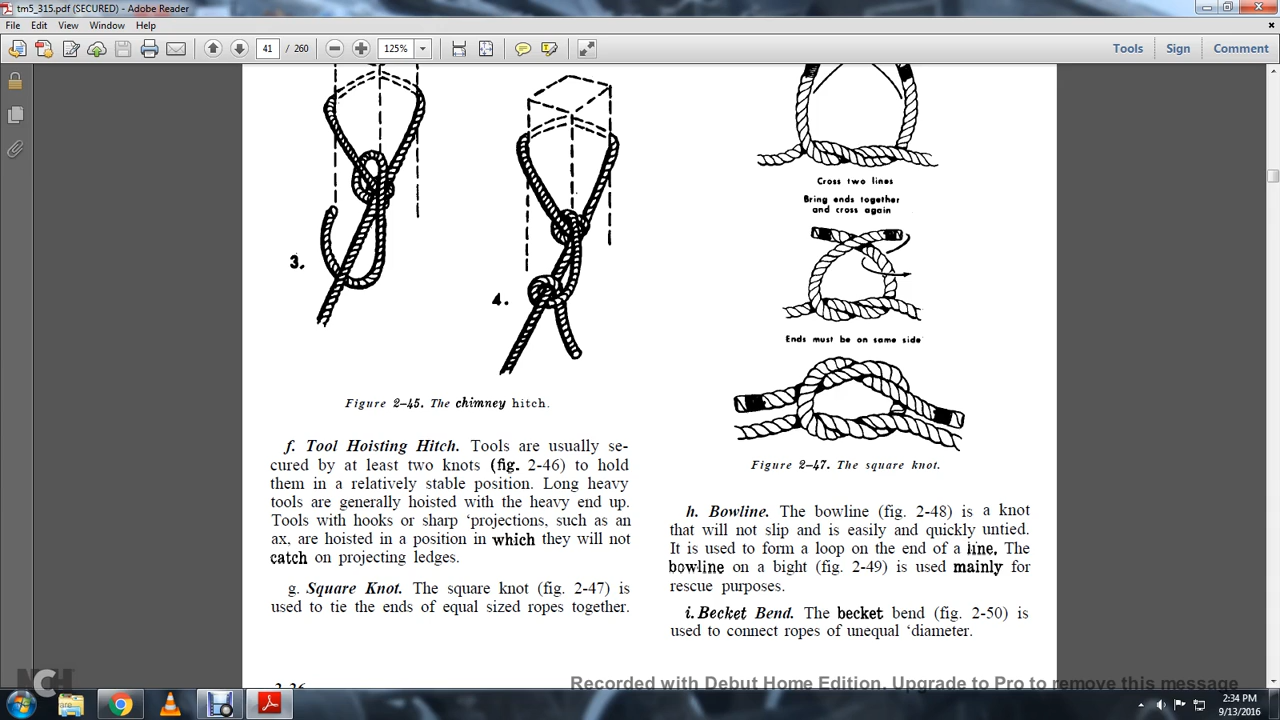 tm5_315.pdf (SECURED) - Adobe Reader
File Edit View Window Help
41 / 260 125% Tools Sign Comment
3.
4.
Figure 2-45. The chimney hitch.
f. Tool Hoisting Hitch. Tools are usually se-
cured by at least two knots (fig. 2-46) to hold
them in a relatively stable position. Long heavy
tools are generally hoisted with the heavy end up.
Tools with hooks or sharp ‘projections, such as an
ax, are hoisted in a position in which they will not
catch on projecting ledges.
g. Square Knot. The square knot (fig. 2-47) is
used to tie the ends of equal sized ropes together.
Cross two lines
Bring ends together
and cross again
Ends must be on same side
Figure 2-47. The square knot.
h. Bowline. The bowline (fig. 2-48) is a knot
that will not slip and is easily and quickly untied.
It is used to form a loop on the end of a line. The
bowline on a bight (fig. 2-49) is used mainly for
rescue purposes.
i. Becket Bend. The becket bend (fig. 2-50) is
used to connect ropes of unequal ‘diameter.
2-26
NCH
Recorded with Debut Home Edition. Upgrade to Pro to remove this message
2:34 PM
9/13/2016